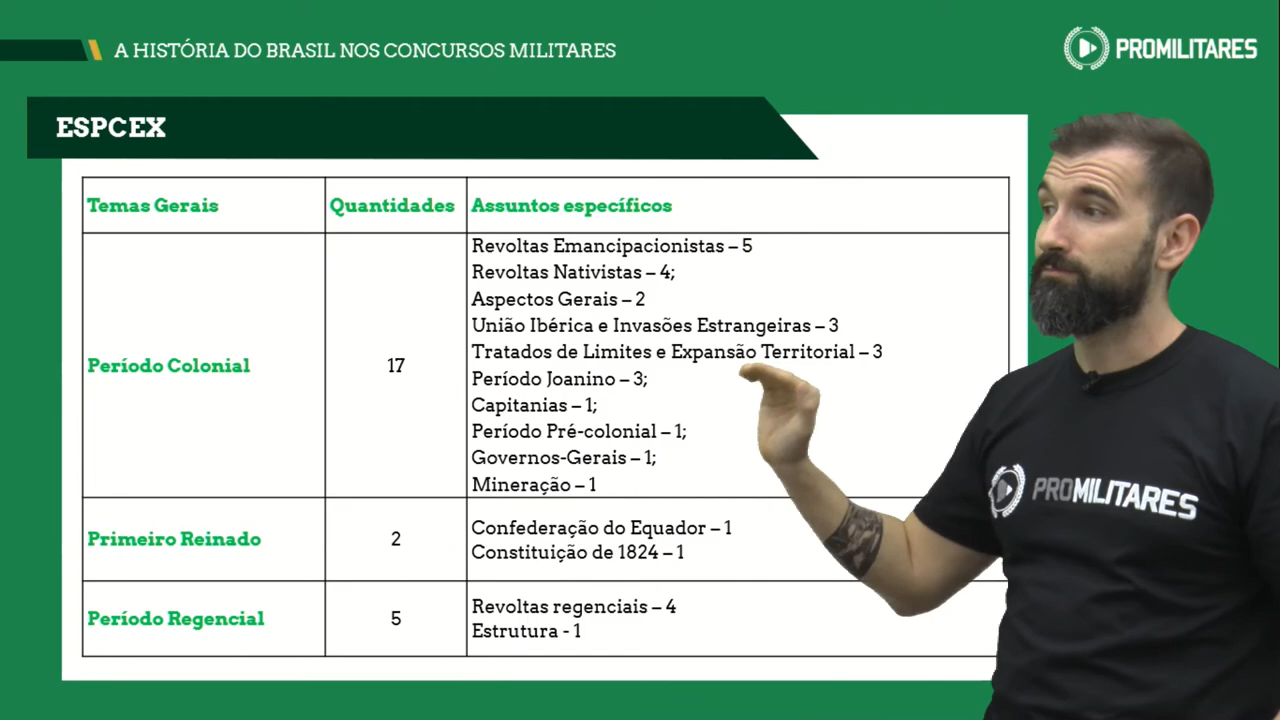 A HISTÓRIA DO BRASIL NOS CONCURSOS MILITARES
PROMILITARES
ESPCEX
Temas Gerais
Quantidades
Assuntos específicos
Período Colonial
17
Revoltas Emancipacionistas – 5
Revoltas Nativistas – 4;
Aspectos Gerais – 2
União Ibérica e Invasões Estrangeiras – 3
Tratados de Limites e Expansão Territorial – 3
Período Joanino – 3;
Capitanias – 1;
Período Pré-colonial – 1;
Governos-Gerais – 1;
Mineração – 1
Primeiro Reinado
2
Confederação do Equador – 1
Constituição de 1824 – 1
Período Regencial
5
Revoltas regenciais – 4
Estrutura - 1
PROMILITARES